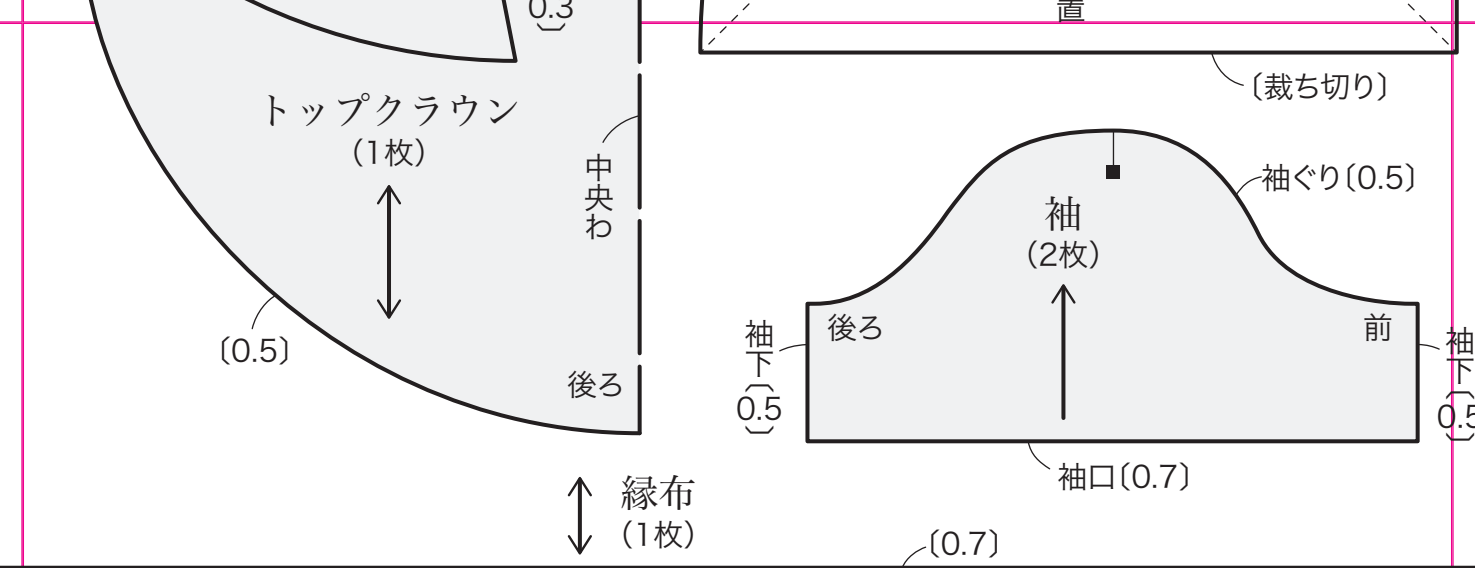 0.3
置
〔裁ち切り〕
トップクラウン
(1枚)
中央わ
〔0.5〕
後ろ
袖ぐり〔0.5〕
袖
(2枚)
後ろ
前
袖下〔0.5〕
袖下〔0.5〕
袖口〔0.7〕
縁布
(1枚)
〔0.7〕